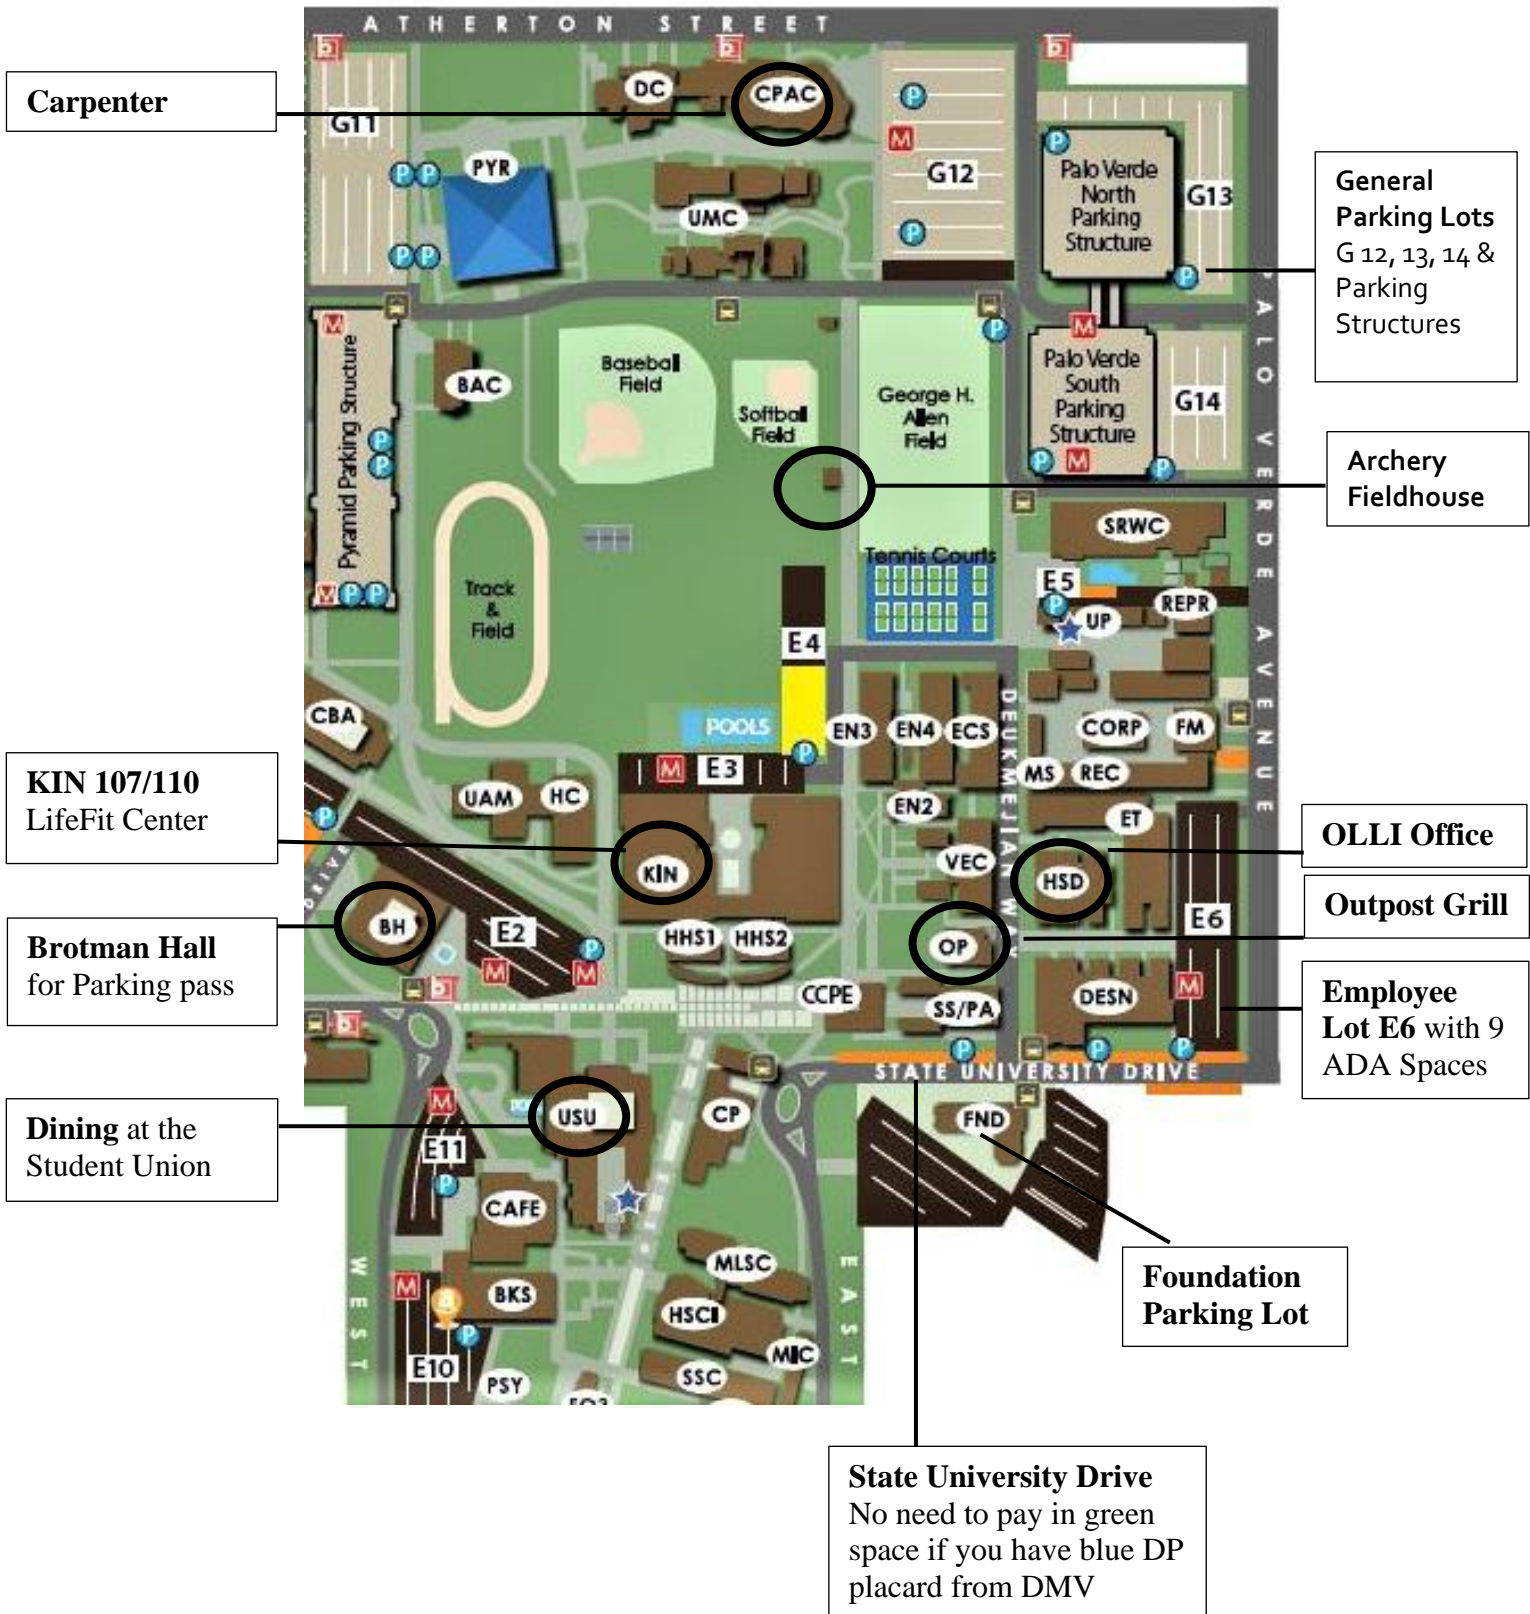 ATHERTON STREET
DC
CPAC
Carpenter
G11
PYR
G12
Palo Verde
North
Parking
Structure
G13
General
Parking Lots
G 12, 13, 14 &
Parking
Structures
UMC
Pyramid Parking Structure
BAC
Baseball
Field
Softball
Field
George H.
Allen
Field
Palo Verde
South
Parking
Structure
G14
PALO VERDE AVENUE
Archery
Fieldhouse
SRWC
Tennis Courts
E5
REPR
UP
Track
&
Field
E4
CBA
POOLS
EN3
EN4
ECS
DEUKMEJIAN WAY
CORP
FM
KIN 107/110
LifeFit Center
UAM
HC
M
E3
MS
REC
EN2
ET
OLLI Office
KIN
VEC
HSD
Outpost Grill
BH
E2
HHS1
HHS2
OP
E6
Brotman Hall
for Parking pass
CCPE
SS/PA
DESN
Employee
Lot E6 with 9
ADA Spaces
STATE UNIVERSITY DRIVE
Dining at the
Student Union
USU
CP
FND
E11
CAFE
WEST
EAST
MLSC
Foundation
Parking Lot
BKS
HSCI
MIC
E10
PSY
SSC
State University Drive
No need to pay in green
space if you have blue DP
placard from DMV